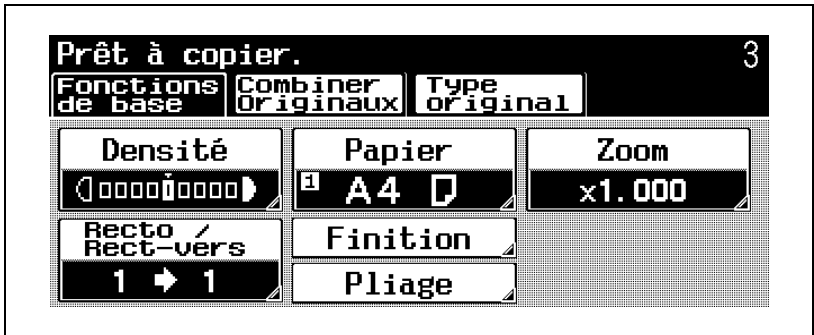 Prêt à copier. 3
Fonctions de base
Combiner Originaux
Type original
Densité
Papier
Zoom
1 A4
x1.000
Recto / Rect-vers
Finition
1 ➔ 1
Pliage